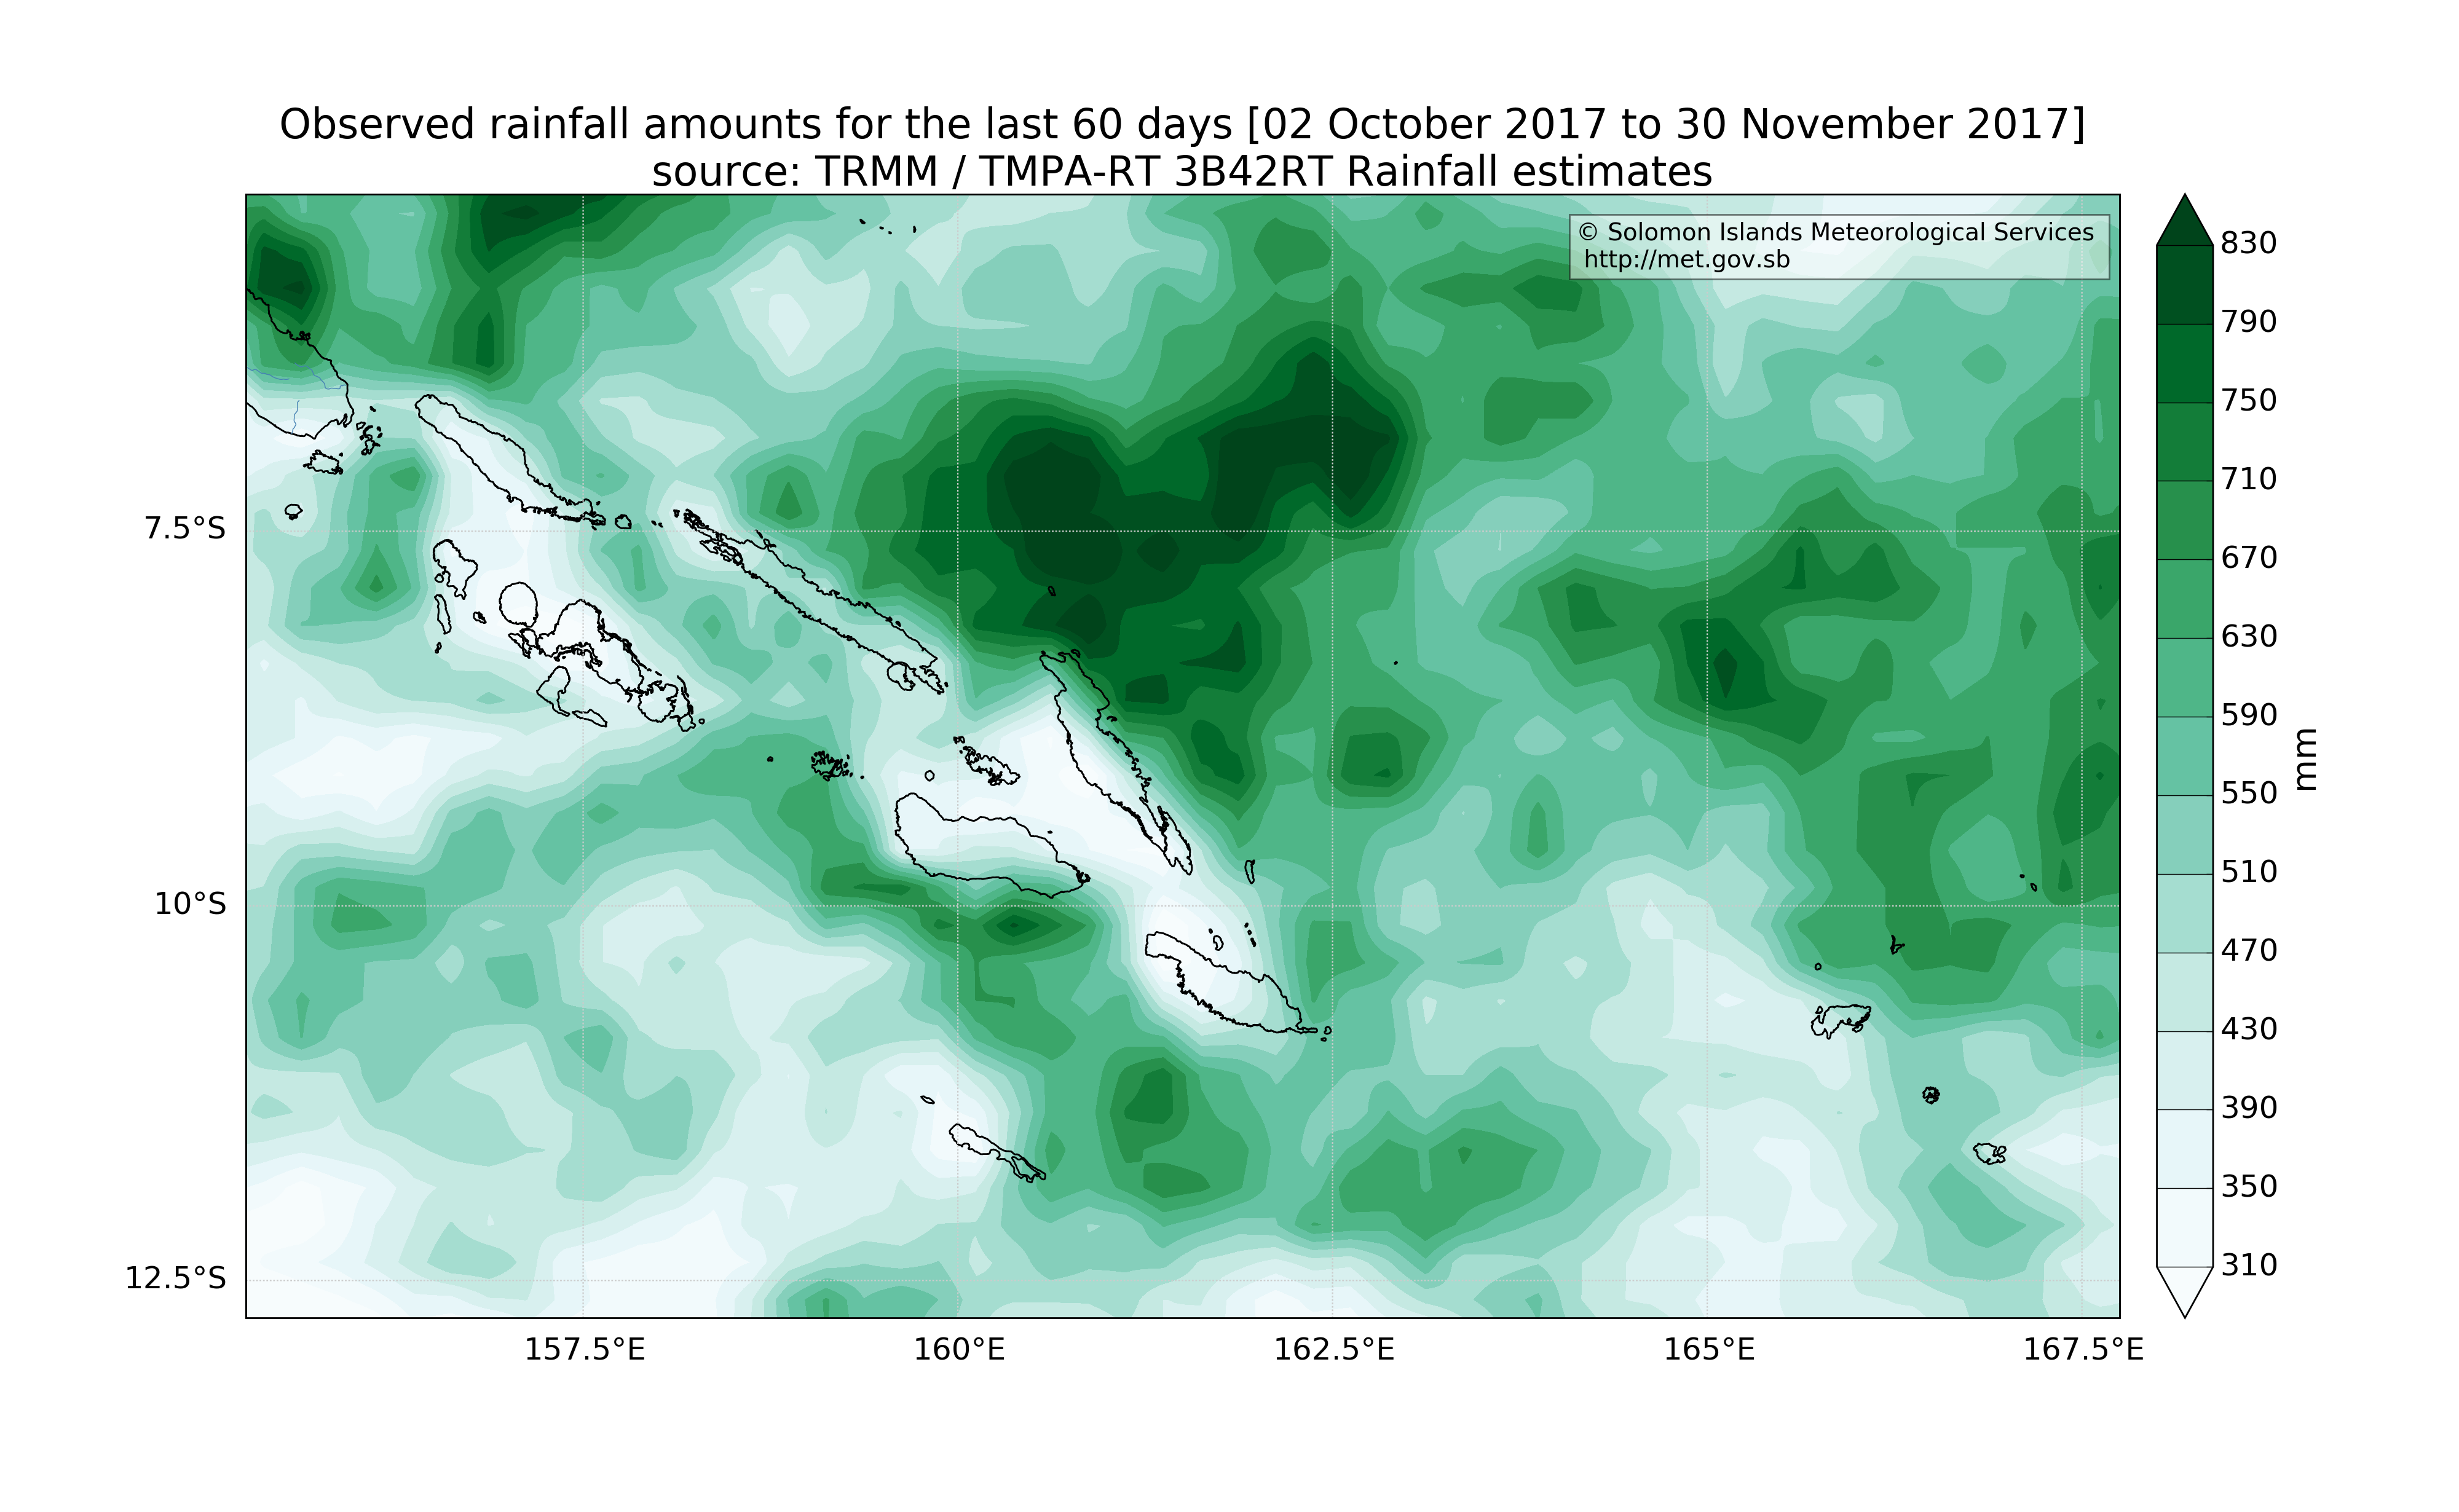 Observed rainfall amounts for the last 60 days [02 October 2017 to 30 November 2017]
source: TRMM / TMPA-RT 3B42RT Rainfall estimates
© Solomon Islands Meteorological Services
http://met.gov.sb
7.5°S
10°S
12.5°S
157.5°E
160°E
162.5°E
165°E
167.5°E
830
790
750
710
670
630
590
550
510
470
430
390
350
310
mm